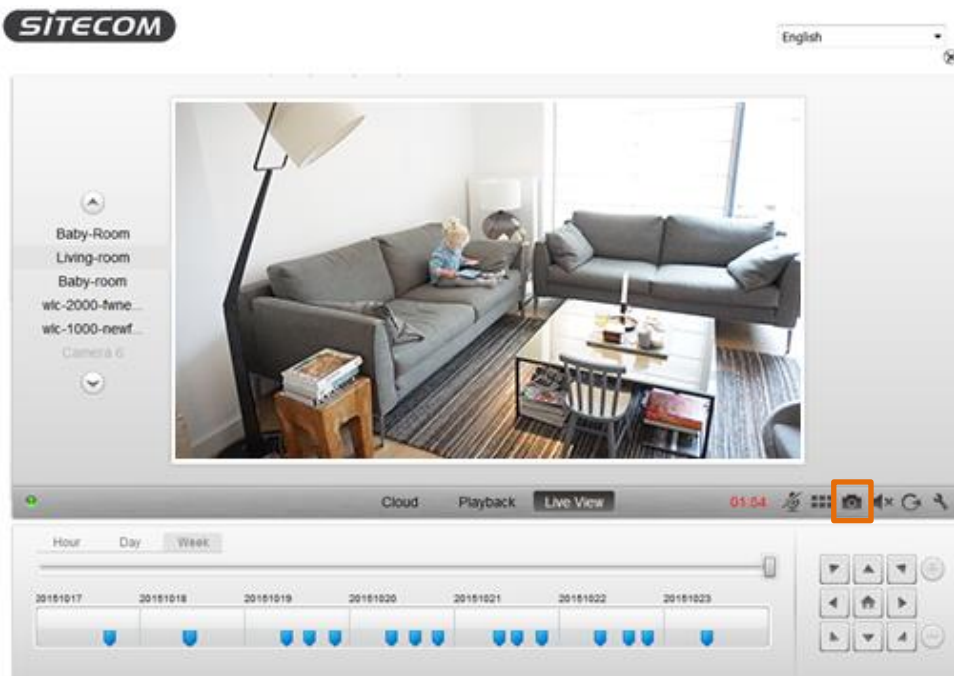 SITECOM
English
Baby-Room
Living-room
Baby-room
wlc-2000-fwne...
wlc-1000-newf...
Camera 6
Cloud Playback Live View 01:54
Hour Day Week
20151017 20151018 20151019 20151020 20151021 20151022 20151023